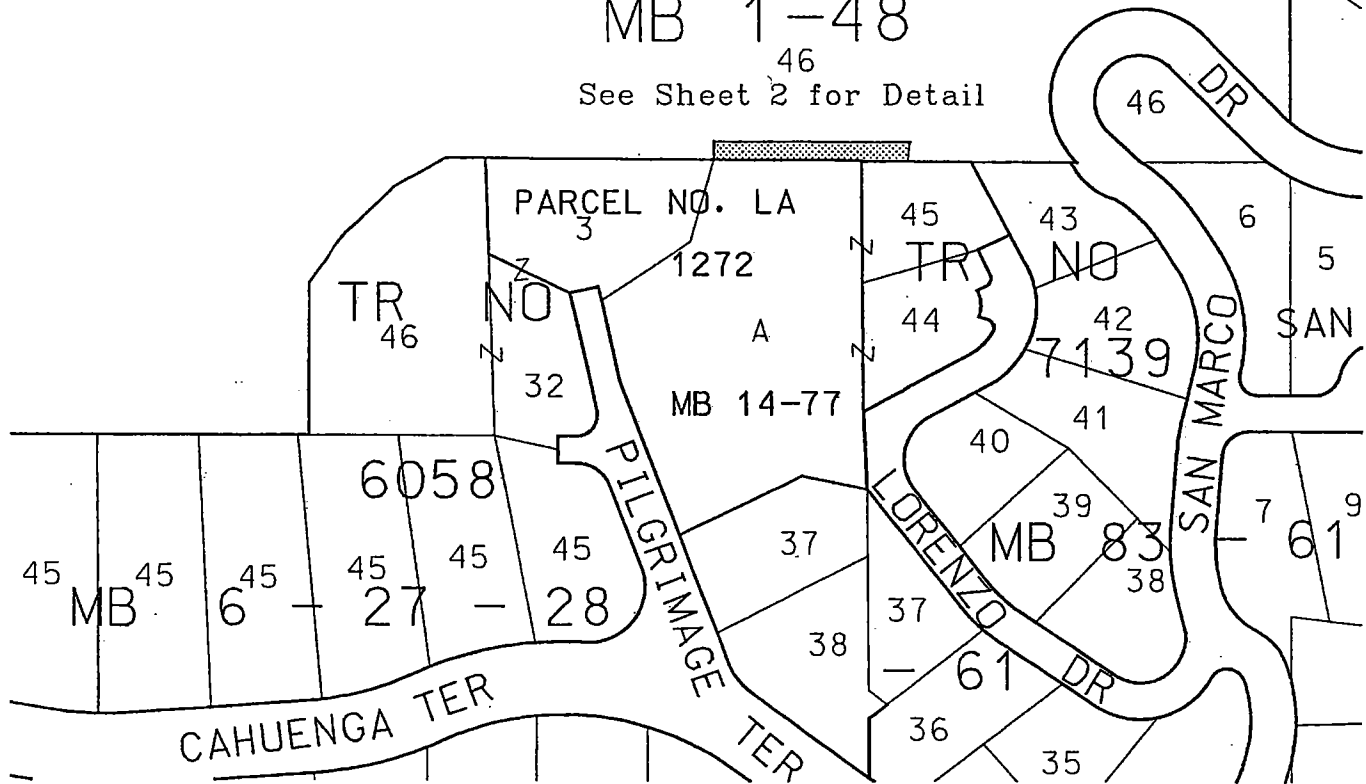 MB 1-48
46
See Sheet 2 for Detail
DR
46
PARCEL NO. LA
3
1272
45
43
6
5
TR NO
46
Z
Z
TR NO
Z
A
44
42
SAN
32
Z
7139
MB 14-77
41
40
SAN MARCO
6058
PILGRIMAGE TER
LORENZO DR
45
45
45
45
45
45
37
39
7
9
MB 6 - 27 - 28
MB 83 - 61
38
37
38
- 61
CAHUENGA TER
36
35